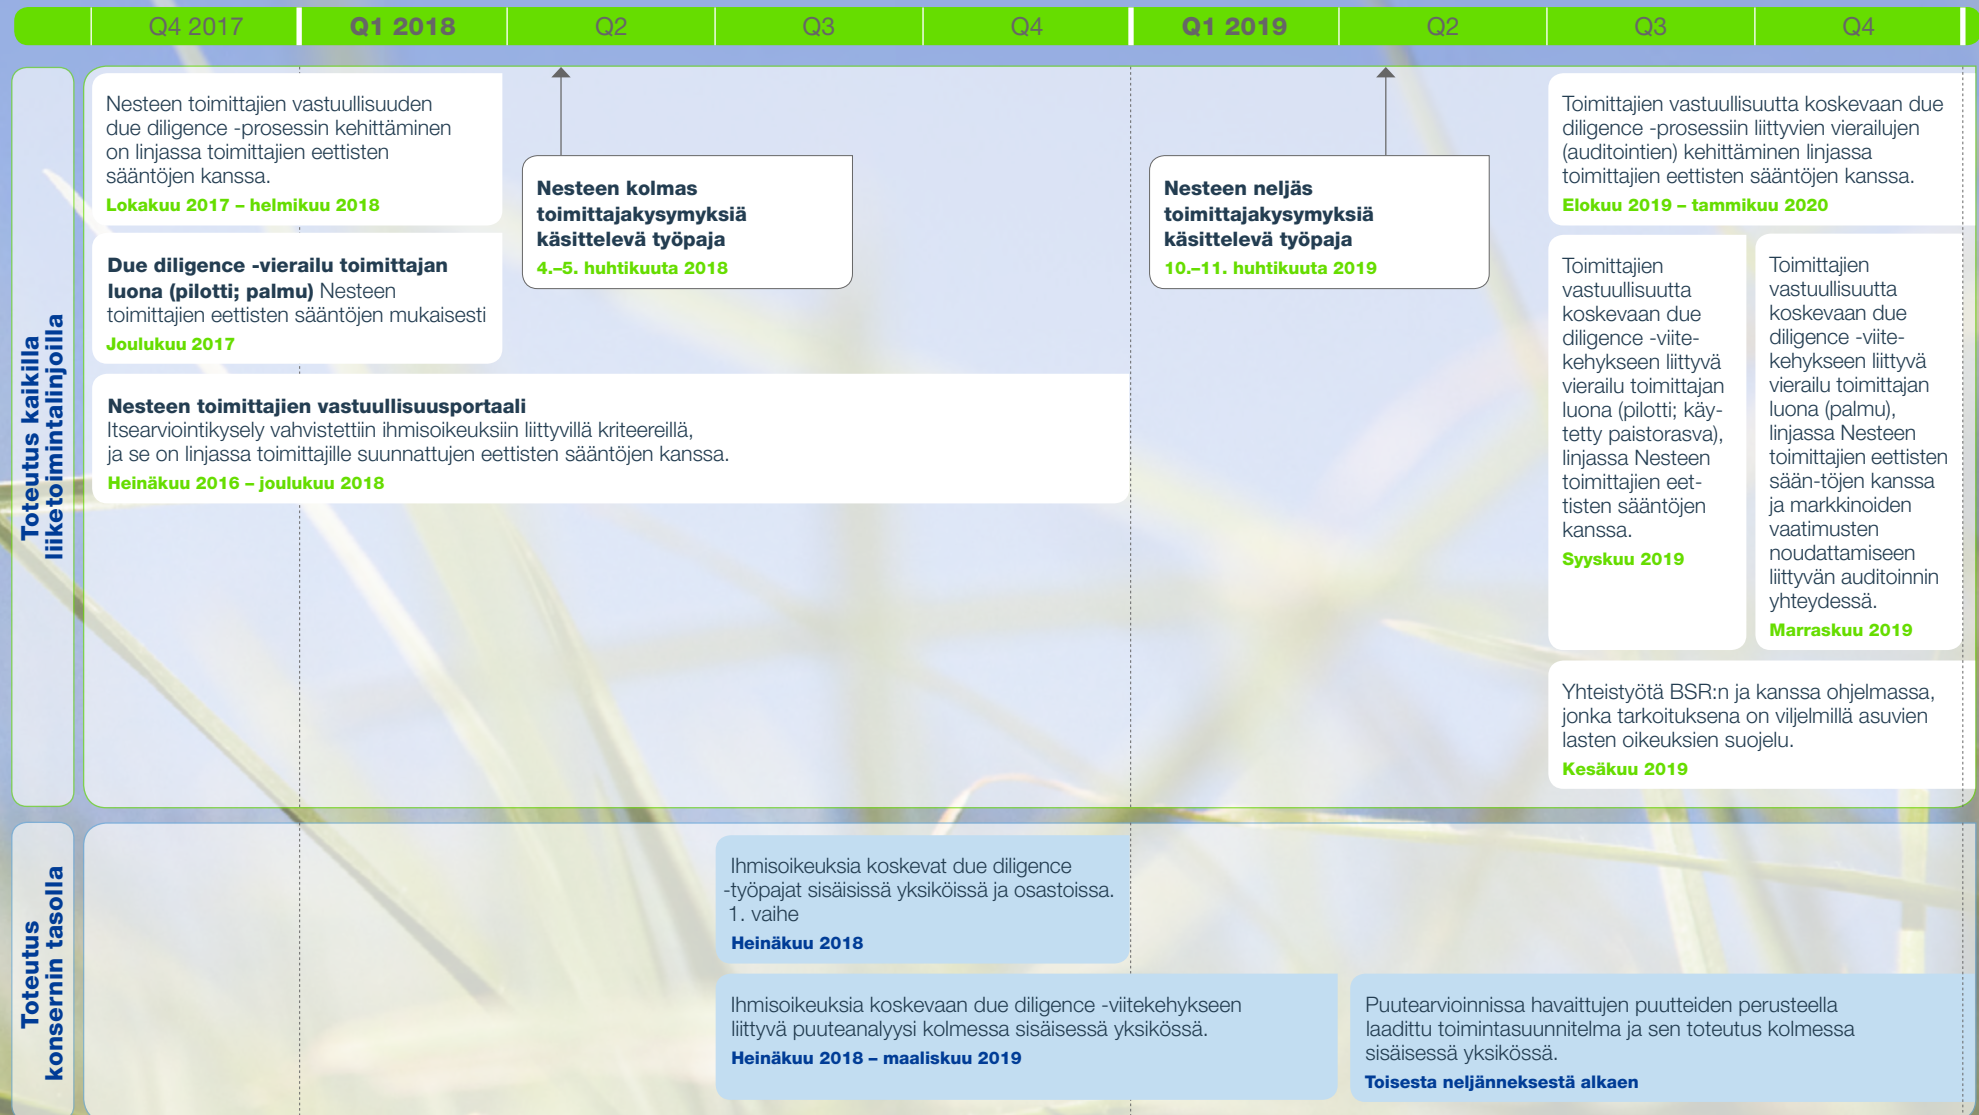 Q4 2017
Q1 2018
Q2
Q3
Q4
Q1 2019
Q2
Q3
Q4
Toteutus kaikilla
liiketoimintalinjoilla
Nesteen toimittajien vastuullisuuden
due diligence -prosessin kehittäminen
on linjassa toimittajien eettisten
sääntöjen kanssa.
Lokakuu 2017 – helmikuu 2018
Due diligence -vierailu toimittajan
luona (pilotti; palmu) Nesteen
toimittajien eettisten sääntöjen mukaisesti
Joulukuu 2017
Nesteen toimittajien vastuullisuusportaali
Itsearviointikysely vahvistettiin ihmisoikeuksiin liittyvillä kriteereillä,
ja se on linjassa toimittajille suunnattujen eettisten sääntöjen kanssa.
Heinäkuu 2016 – joulukuu 2018
Nesteen kolmas
toimittajakysymyksiä
käsittelevä työpaja
4.–5. huhtikuuta 2018
Nesteen neljäs
toimittajakysymyksiä
käsittelevä työpaja
10.–11. huhtikuuta 2019
Toimittajien vastuullisuutta koskevaan due
diligence -prosessiin liittyvien vierailujen
(auditointien) kehittäminen linjassa
toimittajien eettisten sääntöjen kanssa.
Elokuu 2019 – tammikuu 2020
Toimittajien
vastuullisuutta
koskevaan due
diligence -viite-
kehykseen liittyvä
vierailu toimittajan
luona (pilotti; käy-
tetty paistorasva),
linjassa Nesteen
toimittajien eet-
tisten sääntöjen
kanssa.
Syyskuu 2019
Toimittajien
vastuullisuutta
koskevaan due
diligence -viite-
kehykseen liittyvä
vierailu toimittajan
luona (palmu),
linjassa Nesteen
toimittajien eettisten
sään-töjen kanssa
ja markkinoiden
vaatimusten
noudattamiseen
liittyvän auditoinnin
yhteydessä.
Marraskuu 2019
Yhteistyötä BSR:n ja kanssa ohjelmassa,
jonka tarkoituksena on viljelmillä asuvien
lasten oikeuksien suojelu.
Kesäkuu 2019
Toteutus
konsernin tasolla
Ihmisoikeuksia koskevat due diligence
-työpajat sisäisissä yksiköissä ja osastoissa.
1. vaihe
Heinäkuu 2018
Ihmisoikeuksia koskevaan due diligence -viitekehykseen
liittyvä puuteanalyysi kolmessa sisäisessä yksikössä.
Heinäkuu 2018 – maaliskuu 2019
Puutearvioinnissa havaittujen puutteiden perusteella
laadittu toimintasuunnitelma ja sen toteutus kolmessa
sisäisessä yksikössä.
Toisesta neljänneksestä alkaen